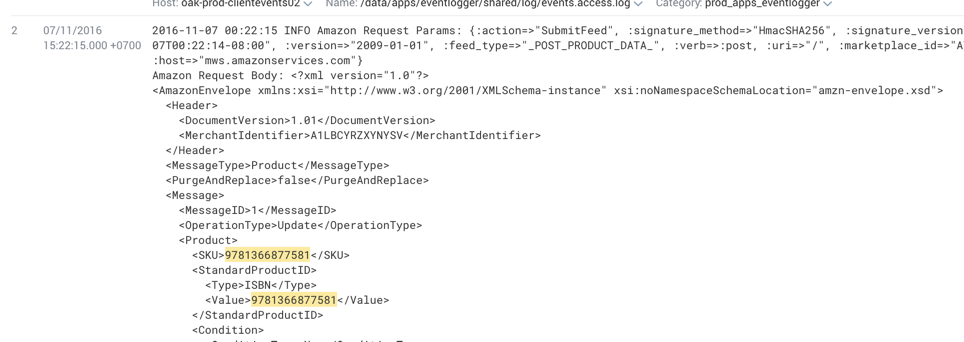 Host: oak-prod-clientevents02 Name: /data/apps/eventlogger/shared/log/events.access.log Category: prod_apps_eventlogger
2 07/11/2016 2016-11-07 00:22:15 INFO Amazon Request Params: {:action=>"SubmitFeed", :signature_method=>"HmacSHA256", :signature_version
15:22:15.000 +0700 07T00:22:14-08:00", :version=>"2009-01-01", :feed_type=>"_POST_PRODUCT_DATA_", :verb=>:post, :uri=>"/", :marketplace_id=>"A
:host=>"mws.amazonservices.com"}
Amazon Request Body: <?xml version="1.0"?>
<AmazonEnvelope xmlns:xsi="http://www.w3.org/2001/XMLSchema-instance" xsi:noNamespaceSchemaLocation="amzn-envelope.xsd">
<Header>
<DocumentVersion>1.01</DocumentVersion>
<MerchantIdentifier>A1LBCYRZXYNYSV</MerchantIdentifier>
</Header>
<MessageType>Product</MessageType>
<PurgeAndReplace>false</PurgeAndReplace>
<Message>
<MessageID>1</MessageID>
<OperationType>Update</OperationType>
<Product>
<SKU>9781366877581</SKU>
<StandardProductID>
<Type>ISBN</Type>
<Value>9781366877581</Value>
</StandardProductID>
<Condition>